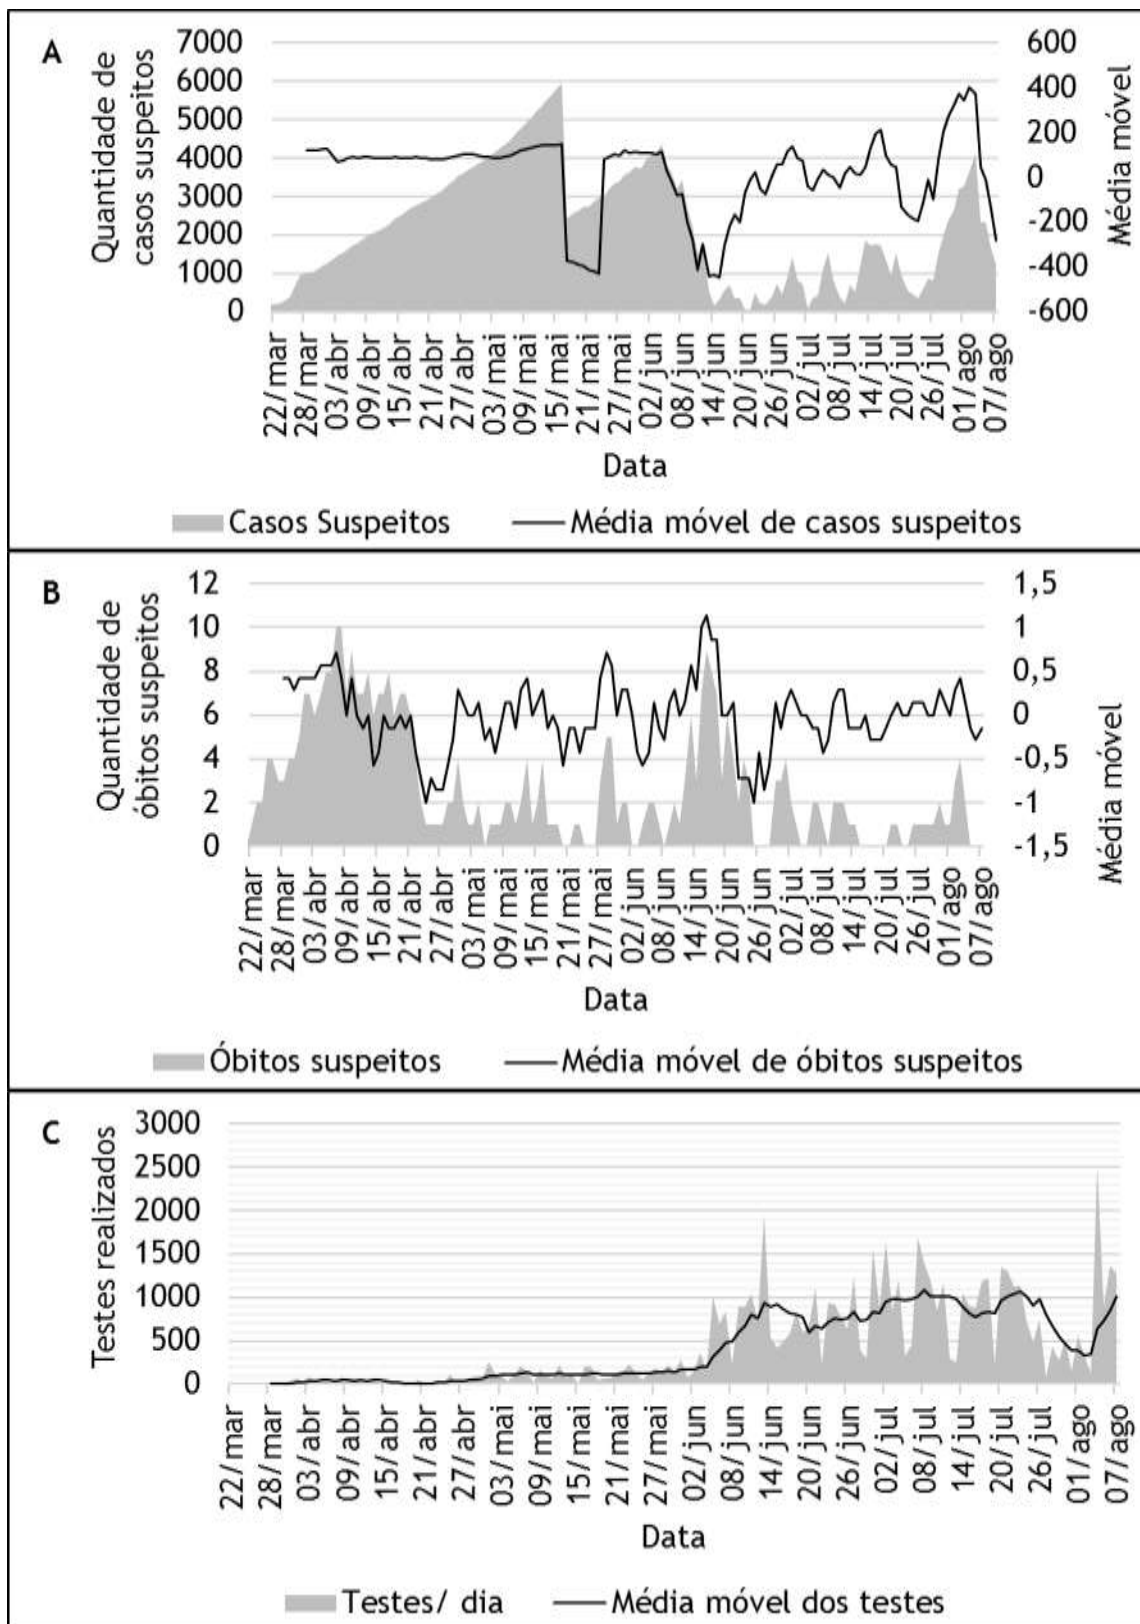 A
Quantidade de
casos suspeitos
7000
6000
5000
4000
3000
2000
1000
0
600
400
200
0
-200
-400
-600
Média móvel
22/mar
28/mar
03/abr
09/abr
15/abr
21/abr
27/abr
03/mai
09/mai
15/mai
21/mai
27/mai
02/jun
08/jun
14/jun
20/jun
26/jun
02/jul
08/jul
14/jul
20/jul
26/jul
01/ago
07/ago
Data
Casos Suspeitos
Média móvel de casos suspeitos
B
Quantidade de
óbitos suspeitos
12
10
8
6
4
2
0
1,5
1
0,5
0
-0,5
-1
-1,5
Média móvel
22/mar
28/mar
03/abr
09/abr
15/abr
21/abr
27/abr
03/mai
09/mai
15/mai
21/mai
27/mai
02/jun
08/jun
14/jun
20/jun
26/jun
02/jul
08/jul
14/jul
20/jul
26/jul
01/ago
07/ago
Data
Óbitos suspeitos
Média móvel de óbitos suspeitos
C
Testes realizados
3000
2500
2000
1500
1000
500
0
22/mar
28/mar
03/abr
09/abr
15/abr
21/abr
27/abr
03/mai
09/mai
15/mai
21/mai
27/mai
02/jun
08/jun
14/jun
20/jun
26/jun
02/jul
08/jul
14/jul
20/jul
26/jul
01/ago
07/ago
Data
Testes/ dia
Média móvel dos testes